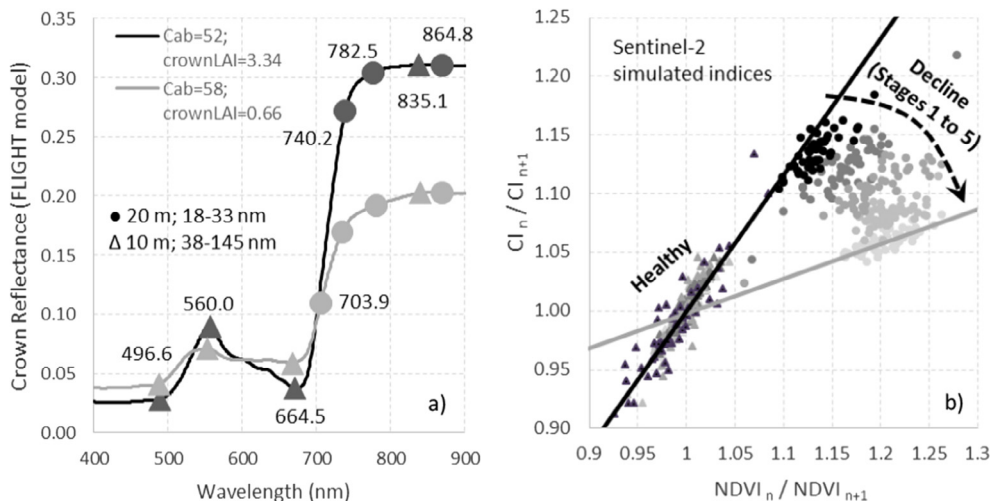 0.35
0.30
0.25
0.20
0.15
0.10
0.05
0.00
Crown Reflectance (FLIGHT model)
Cab=52;
crownLAI=3.34
Cab=58;
crownLAI=0.66
782.5
864.8
835.1
740.2
● 20 m; 18-33 nm
Δ 10 m; 38-145 nm
703.9
560.0
496.6
664.5
a)
400 500 600 700 800 900
Wavelength (nm)
1.25
1.20
1.15
1.10
1.05
1.00
0.95
0.90
CI n / CI n+1
Sentinel-2
simulated indices
Decline
(Stages 1 to 5)
Healthy
b)
0.9 0.95 1 1.05 1.1 1.15 1.2 1.25 1.3
NDVI n / NDVI n+1